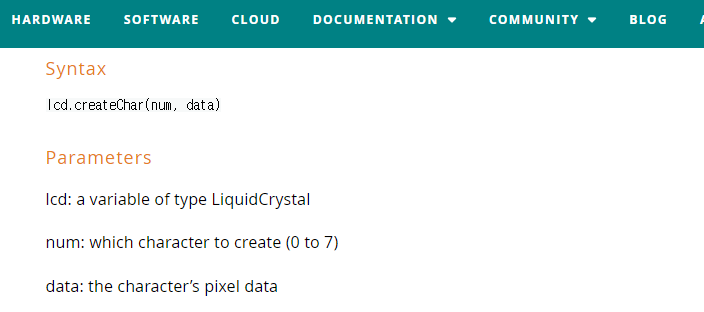 HARDWARE SOFTWARE CLOUD DOCUMENTATION COMMUNITY BLOG
Syntax
lcd.createChar(num, data)
Parameters
lcd: a variable of type LiquidCrystal
num: which character to create (0 to 7)
data: the character’s pixel data